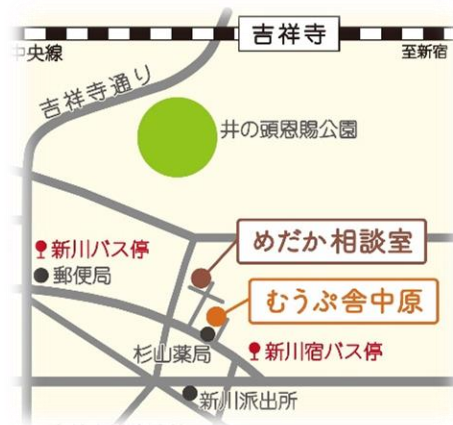 吉祥寺
中央線
至新宿
吉祥寺通り
井の頭恩賜公園
めだか相談室
新川バス停
郵便局
むうぷ舎中原
杉山薬局
新川宿バス停
新川派出所